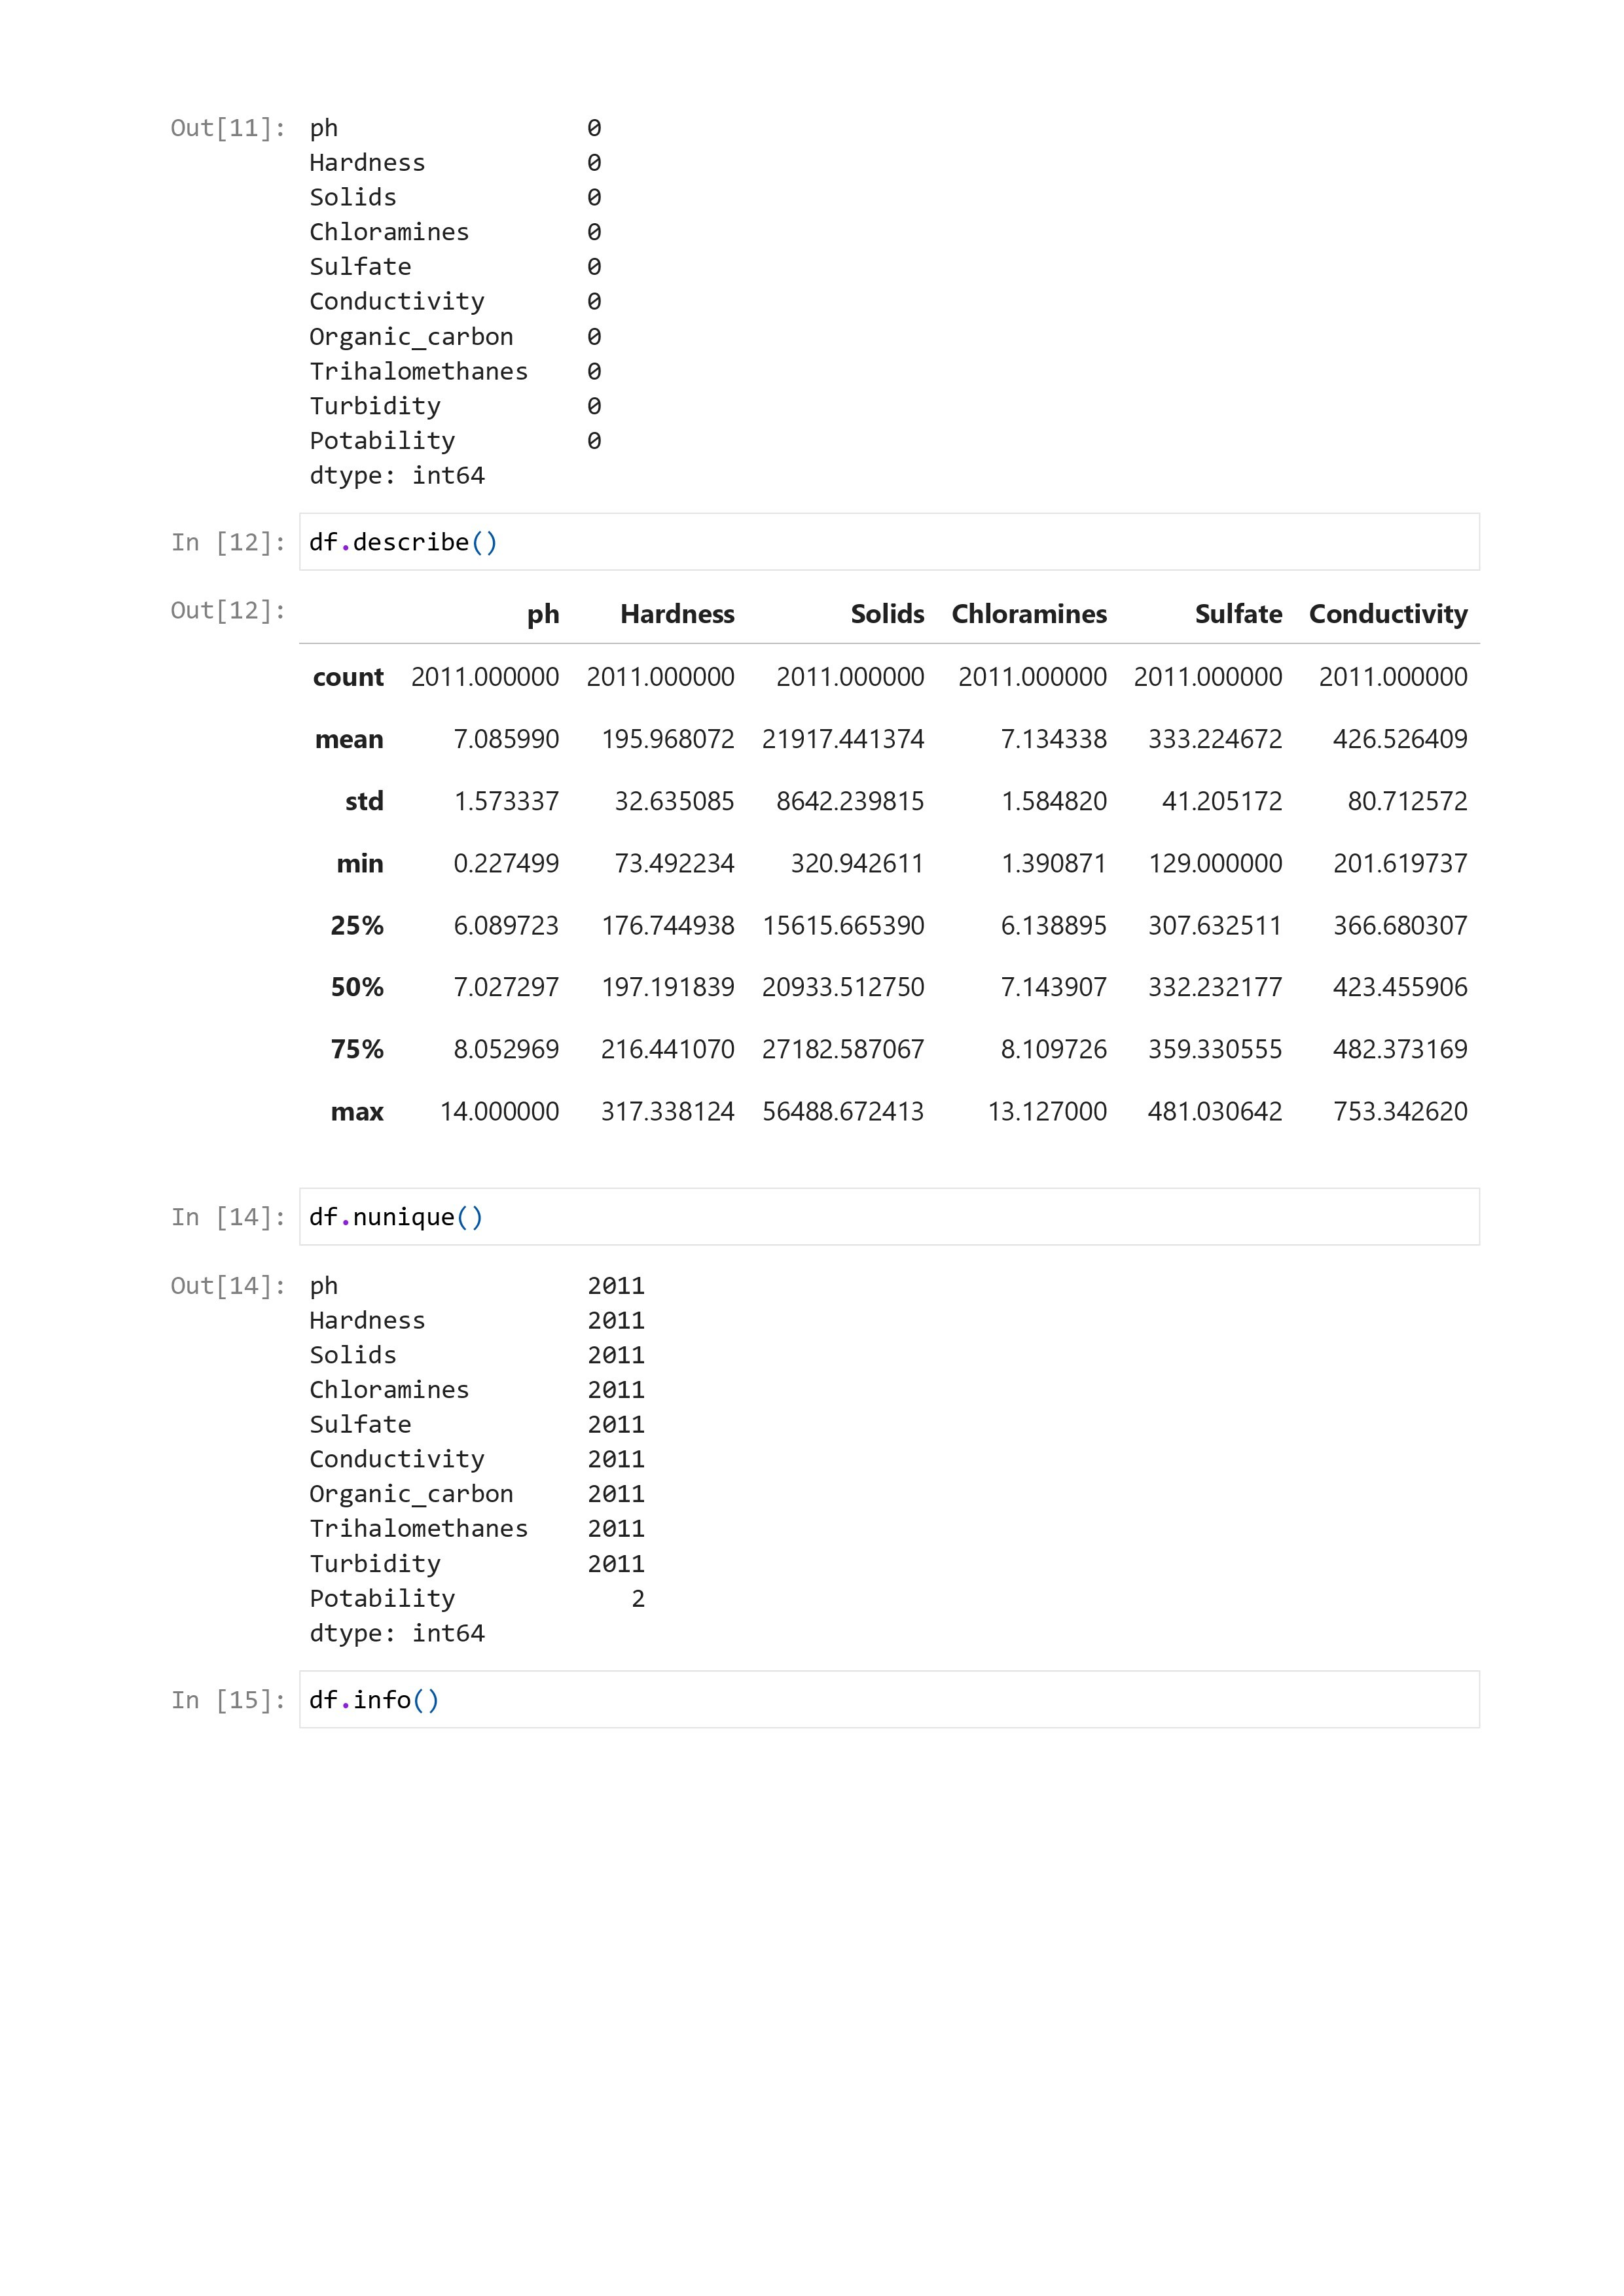 Out[11]: ph 0
Hardness 0
Solids 0
Chloramines 0
Sulfate 0
Conductivity 0
Organic_carbon 0
Trihalomethanes 0
Turbidity 0
Potability 0
dtype: int64
In [12]: df.describe()
Out[12]: ph Hardness Solids Chloramines Sulfate Conductivity
count 2011.000000 2011.000000 2011.000000 2011.000000 2011.000000 2011.000000
mean 7.085990 195.968072 21917.441374 7.134338 333.224672 426.526409
std 1.573337 32.635085 8642.239815 1.584820 41.205172 80.712572
min 0.227499 73.492234 320.942611 1.390871 129.000000 201.619737
25% 6.089723 176.744938 15615.665390 6.138895 307.632511 366.680307
50% 7.027297 197.191839 20933.512750 7.143907 332.232177 423.455906
75% 8.052969 216.441070 27182.587067 8.109726 359.330555 482.373169
max 14.000000 317.338124 56488.672413 13.127000 481.030642 753.342620
In [14]: df.nunique()
Out[14]: ph 2011
Hardness 2011
Solids 2011
Chloramines 2011
Sulfate 2011
Conductivity 2011
Organic_carbon 2011
Trihalomethanes 2011
Turbidity 2011
Potability 2
dtype: int64
In [15]: df.info()